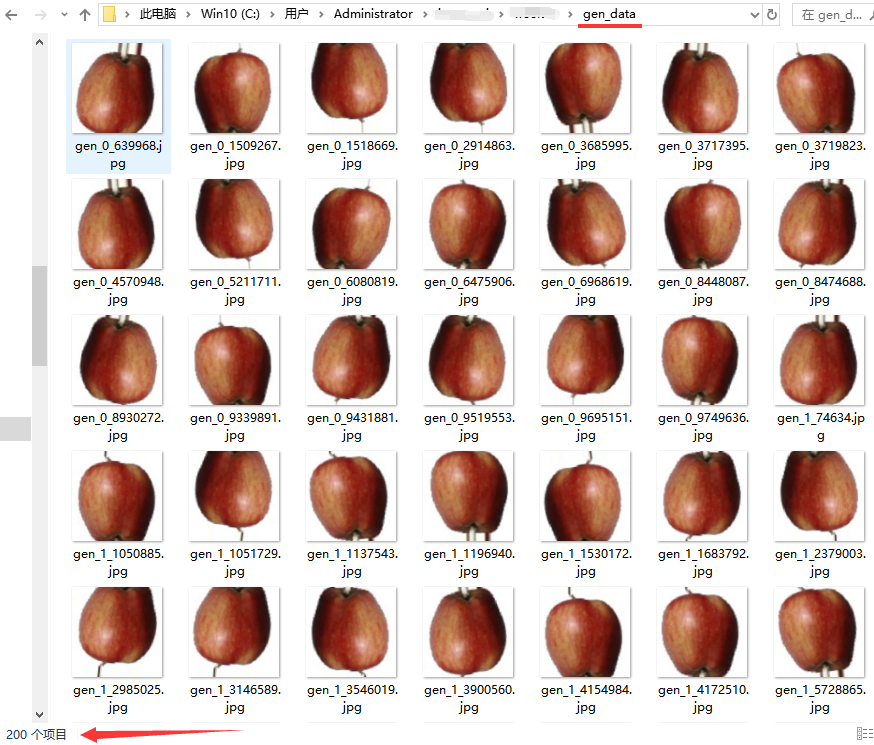 此电脑 > Win10 (C:) > 用户 > Administrator > > > gen_data
在 gen_d...
gen_0_639968.j
pg
gen_0_1509267.
jpg
gen_0_1518669.
jpg
gen_0_2914863.
jpg
gen_0_3685995.
jpg
gen_0_3717395.
jpg
gen_0_3719823.
jpg
gen_0_4570948.
jpg
gen_0_5211711.
jpg
gen_0_6080819.
jpg
gen_0_6475906.
jpg
gen_0_6968619.
jpg
gen_0_8448087.
jpg
gen_0_8474688.
jpg
gen_0_8930272.
jpg
gen_0_9339891.
jpg
gen_0_9431881.
jpg
gen_0_9519553.
jpg
gen_0_9695151.
jpg
gen_0_9749636.
jpg
gen_1_74634.jp
g
gen_1_1050885.
jpg
gen_1_1051729.
jpg
gen_1_1137543.
jpg
gen_1_1196940.
jpg
gen_1_1530172.
jpg
gen_1_1683792.
jpg
gen_1_2379003.
jpg
gen_1_2985025.
jpg
gen_1_3146589.
jpg
gen_1_3546019.
jpg
gen_1_3900560.
jpg
gen_1_4154984.
jpg
gen_1_4172510.
jpg
gen_1_5728865.
jpg
200 个项目